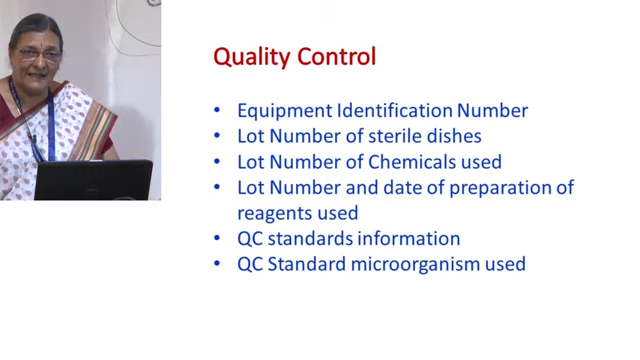 Quality Control
• Equipment Identification Number
• Lot Number of sterile dishes
• Lot Number of Chemicals used
• Lot Number and date of preparation of
reagents used
• QC standards information
• QC Standard microorganism used